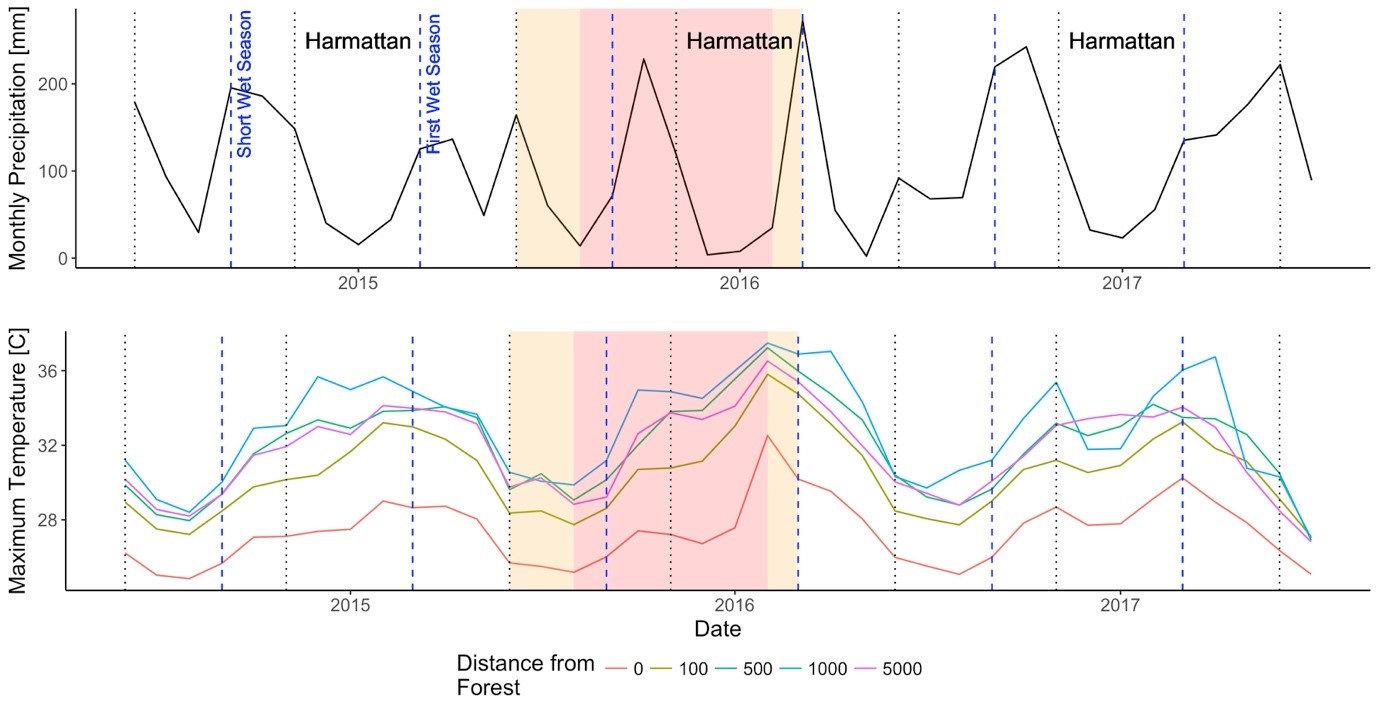 Monthly Precipitation [mm]
200
100
0
Short Wet Season
Harmattan
First Wet Season
Harmattan
Harmattan
2015
2016
2017
Maximum Temperature [C]
36
32
28
2015
2016
2017
Date
Distance from
Forest
0
100
500
1000
5000